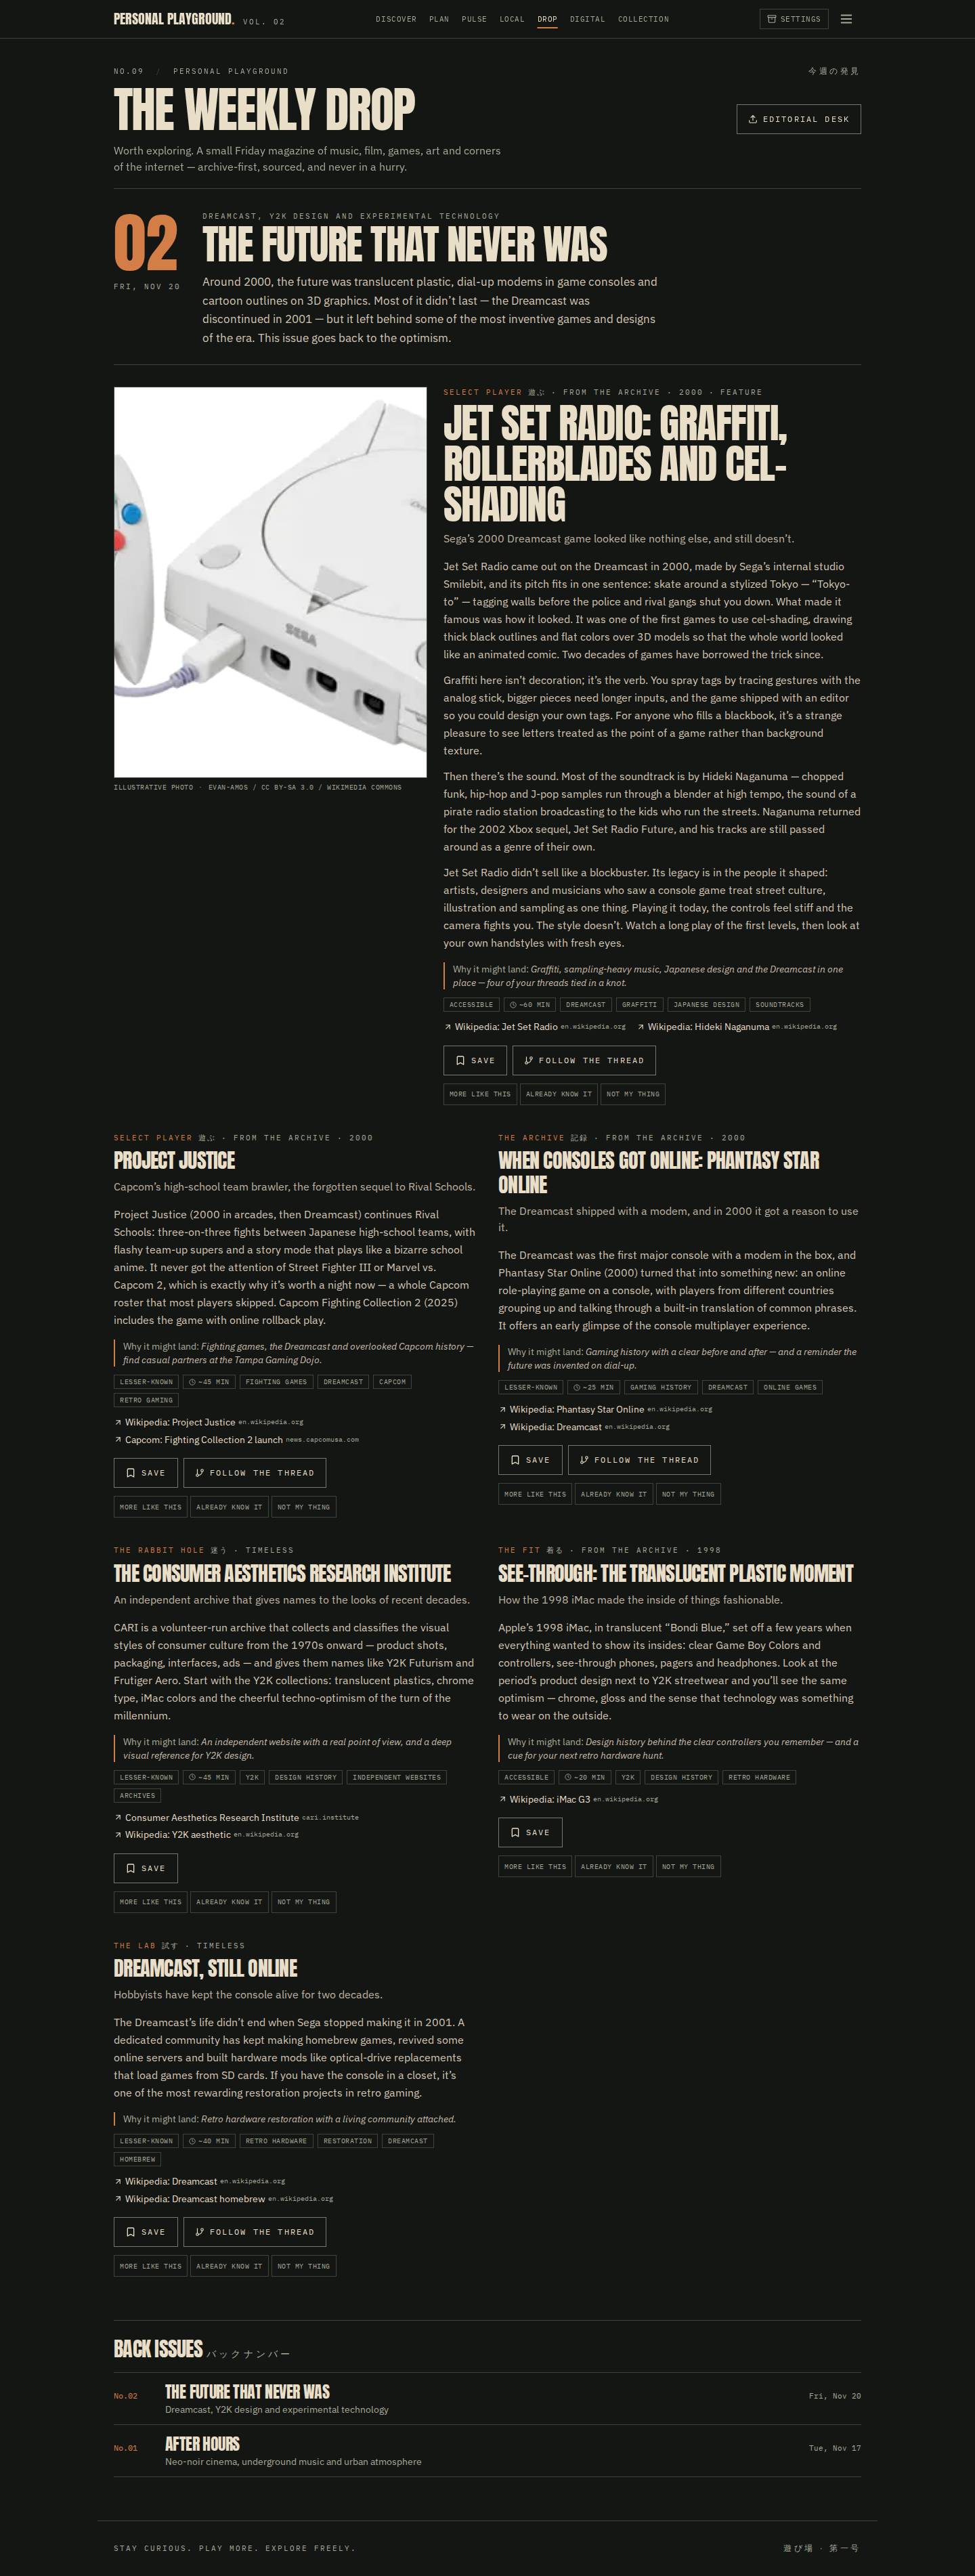 PERSONAL PLAYGROUND. VOL. 02
DISCOVER PLAN PULSE LOCAL DROP DIGITAL COLLECTION
SETTINGS
NO.09 / PERSONAL PLAYGROUND
今週の発見
THE WEEKLY DROP
EDITORIAL DESK
Worth exploring. A small Friday magazine of music, film, games, art and corners
of the internet — archive-first, sourced, and never in a hurry.
02
FRI, NOV 20
DREAMCAST, Y2K DESIGN AND EXPERIMENTAL TECHNOLOGY
THE FUTURE THAT NEVER WAS
Around 2000, the future was translucent plastic, dial-up modems in game consoles and
cartoon outlines on 3D graphics. Most of it didn’t last — the Dreamcast was
discontinued in 2001 — but it left behind some of the most inventive games and designs
of the era. This issue goes back to the optimism.
SEGA
ILLUSTRATIVE PHOTO · EVAN-AMOS / CC BY-SA 3.0 / WIKIMEDIA COMMONS
SELECT PLAYER 遊ぶ · FROM THE ARCHIVE · 2000 · FEATURE
JET SET RADIO: GRAFFITI,
ROLLERBLADES AND CEL-
SHADING
Sega’s 2000 Dreamcast game looked like nothing else, and still doesn’t.
Jet Set Radio came out on the Dreamcast in 2000, made by Sega’s internal studio
Smilebit, and its pitch fits in one sentence: skate around a stylized Tokyo — “Tokyo-
to” — tagging walls before the police and rival gangs shut you down. What made it
famous was how it looked. It was one of the first games to use cel-shading, drawing
thick black outlines and flat colors over 3D models so that the whole world looked
like an animated comic. Two decades of games have borrowed the trick since.
Graffiti here isn’t decoration; it’s the verb. You spray tags by tracing gestures with the
analog stick, bigger pieces need longer inputs, and the game shipped with an editor
so you could design your own tags. For anyone who fills a blackbook, it’s a strange
pleasure to see letters treated as the point of a game rather than background
texture.
Then there’s the sound. Most of the soundtrack is by Hideki Naganuma — chopped
funk, hip-hop and J-pop samples run through a blender at high tempo, the sound of a
pirate radio station broadcasting to the kids who run the streets. Naganuma returned
for the 2002 Xbox sequel, Jet Set Radio Future, and his tracks are still passed
around as a genre of their own.
Jet Set Radio didn’t sell like a blockbuster. Its legacy is in the people it shaped:
artists, designers and musicians who saw a console game treat street culture,
illustration and sampling as one thing. Playing it today, the controls feel stiff and the
camera fights you. The style doesn’t. Watch a long play of the first levels, then look at
your own handstyles with fresh eyes.
Why it might land: Graffiti, sampling-heavy music, Japanese design and the Dreamcast in one
place — four of your threads tied in a knot.
ACCESSIBLE ~60 MIN DREAMCAST GRAFFITI JAPANESE DESIGN SOUNDTRACKS
Wikipedia: Jet Set Radio en.wikipedia.org Wikipedia: Hideki Naganuma en.wikipedia.org
SAVE FOLLOW THE THREAD
MORE LIKE THIS ALREADY KNOW IT NOT MY THING
SELECT PLAYER 遊ぶ · FROM THE ARCHIVE · 2000
PROJECT JUSTICE
Capcom’s high-school team brawler, the forgotten sequel to Rival Schools.
Project Justice (2000 in arcades, then Dreamcast) continues Rival
Schools: three-on-three fights between Japanese high-school teams, with
flashy team-up supers and a story mode that plays like a bizarre school
anime. It never got the attention of Street Fighter III or Marvel vs.
Capcom 2, which is exactly why it’s worth a night now — a whole Capcom
roster that most players skipped. Capcom Fighting Collection 2 (2025)
includes the game with online rollback play.
Why it might land: Fighting games, the Dreamcast and overlooked Capcom history —
find casual partners at the Tampa Gaming Dojo.
LESSER-KNOWN ~45 MIN FIGHTING GAMES DREAMCAST CAPCOM
RETRO GAMING
Wikipedia: Project Justice en.wikipedia.org
Capcom: Fighting Collection 2 launch news.capcomusa.com
SAVE FOLLOW THE THREAD
MORE LIKE THIS ALREADY KNOW IT NOT MY THING
THE ARCHIVE 記録 · FROM THE ARCHIVE · 2000
WHEN CONSOLES GOT ONLINE: PHANTASY STAR
ONLINE
The Dreamcast shipped with a modem, and in 2000 it got a reason to use
it.
The Dreamcast was the first major console with a modem in the box, and
Phantasy Star Online (2000) turned that into something new: an online
role-playing game on a console, with players from different countries
grouping up and talking through a built-in translation of common phrases.
It offers an early glimpse of the console multiplayer experience.
Why it might land: Gaming history with a clear before and after — and a reminder the
future was invented on dial-up.
LESSER-KNOWN ~25 MIN GAMING HISTORY DREAMCAST ONLINE GAMES
Wikipedia: Phantasy Star Online en.wikipedia.org
Wikipedia: Dreamcast en.wikipedia.org
SAVE FOLLOW THE THREAD
MORE LIKE THIS ALREADY KNOW IT NOT MY THING
THE RABBIT HOLE 迷う · TIMELESS
THE CONSUMER AESTHETICS RESEARCH INSTITUTE
An independent archive that gives names to the looks of recent decades.
CARI is a volunteer-run archive that collects and classifies the visual
styles of consumer culture from the 1970s onward — product shots,
packaging, interfaces, ads — and gives them names like Y2K Futurism and
Frutiger Aero. Start with the Y2K collections: translucent plastics, chrome
type, iMac colors and the cheerful techno-optimism of the turn of the
millennium.
Why it might land: An independent website with a real point of view, and a deep
visual reference for Y2K design.
LESSER-KNOWN ~45 MIN Y2K DESIGN HISTORY INDEPENDENT WEBSITES
ARCHIVES
Consumer Aesthetics Research Institute cari.institute
Wikipedia: Y2K aesthetic en.wikipedia.org
SAVE
MORE LIKE THIS ALREADY KNOW IT NOT MY THING
THE FIT 着る · FROM THE ARCHIVE · 1998
SEE-THROUGH: THE TRANSLUCENT PLASTIC MOMENT
How the 1998 iMac made the inside of things fashionable.
Apple’s 1998 iMac, in translucent “Bondi Blue,” set off a few years when
everything wanted to show its insides: clear Game Boy Colors and
controllers, see-through phones, pagers and headphones. Look at the
period’s product design next to Y2K streetwear and you’ll see the same
optimism — chrome, gloss and the sense that technology was something
to wear on the outside.
Why it might land: Design history behind the clear controllers you remember — and a
cue for your next retro hardware hunt.
ACCESSIBLE ~20 MIN Y2K DESIGN HISTORY RETRO HARDWARE
Wikipedia: iMac G3 en.wikipedia.org
SAVE
MORE LIKE THIS ALREADY KNOW IT NOT MY THING
THE LAB 試す · TIMELESS
DREAMCAST, STILL ONLINE
Hobbyists have kept the console alive for two decades.
The Dreamcast’s life didn’t end when Sega stopped making it in 2001. A
dedicated community has kept making homebrew games, revived some
online servers and built hardware mods like optical-drive replacements
that load games from SD cards. If you have the console in a closet, it’s
one of the most rewarding restoration projects in retro gaming.
Why it might land: Retro hardware restoration with a living community attached.
LESSER-KNOWN ~40 MIN RETRO HARDWARE RESTORATION DREAMCAST
HOMEBREW
Wikipedia: Dreamcast en.wikipedia.org
Wikipedia: Dreamcast homebrew en.wikipedia.org
SAVE FOLLOW THE THREAD
MORE LIKE THIS ALREADY KNOW IT NOT MY THING
BACK ISSUES バックナンバー
No.02 THE FUTURE THAT NEVER WAS Fri, Nov 20
Dreamcast, Y2K design and experimental technology
No.01 AFTER HOURS Tue, Nov 17
Neo-noir cinema, underground music and urban atmosphere
STAY CURIOUS. PLAY MORE. EXPLORE FREELY.
遊び場 · 第一号